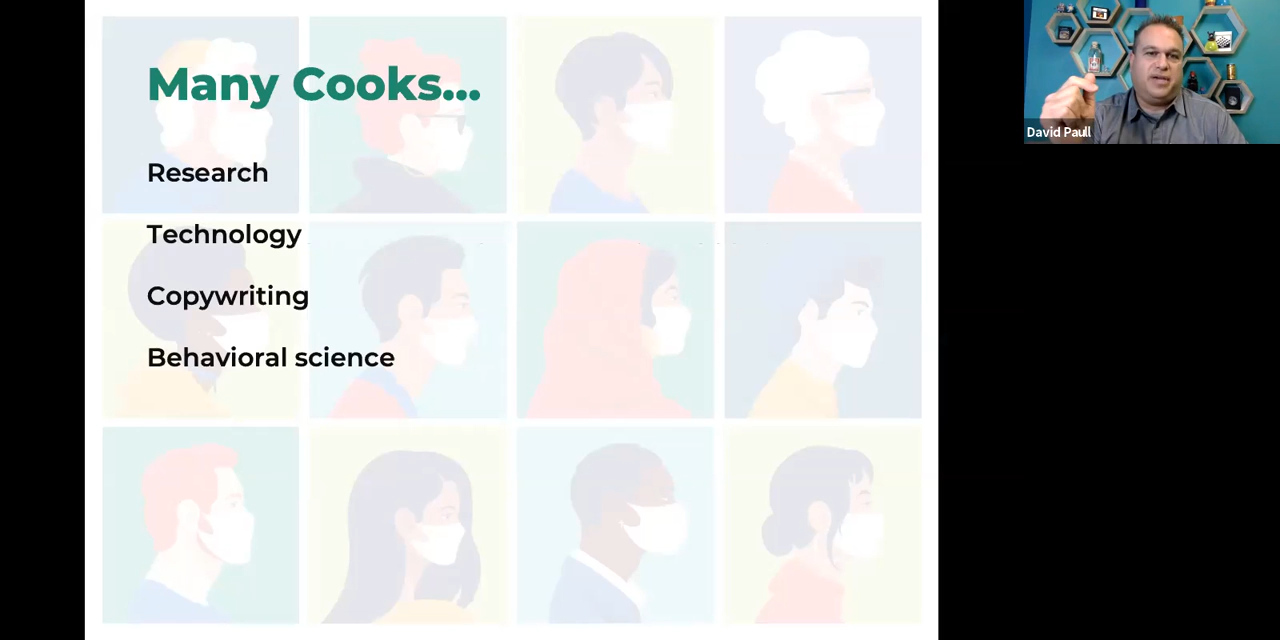 Many Cooks...
Research
Technology
Copywriting
Behavioral science
David Paull